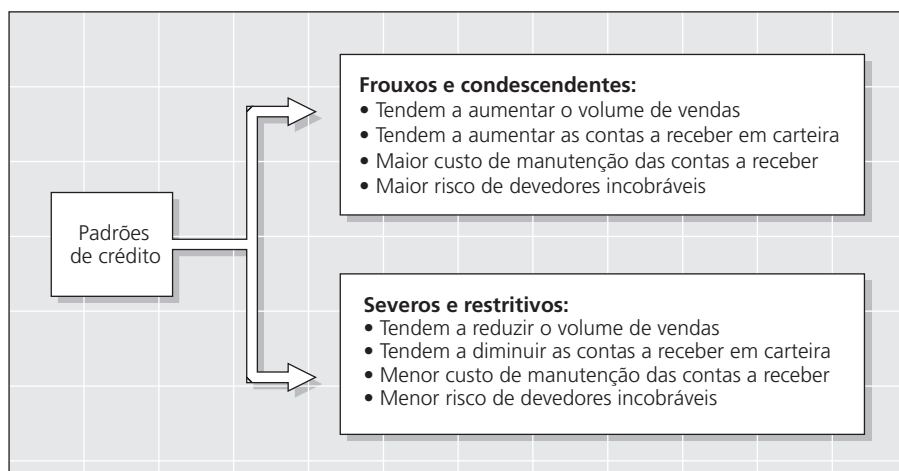 Padrões
de crédito
Frouxos e condescendentes:
• Tendem a aumentar o volume de vendas
• Tendem a aumentar as contas a receber em carteira
• Maior custo de manutenção das contas a receber
• Maior risco de devedores incobráveis
Severos e restritivos:
• Tendem a reduzir o volume de vendas
• Tendem a diminuir as contas a receber em carteira
• Menor custo de manutenção das contas a receber
• Menor risco de devedores incobráveis